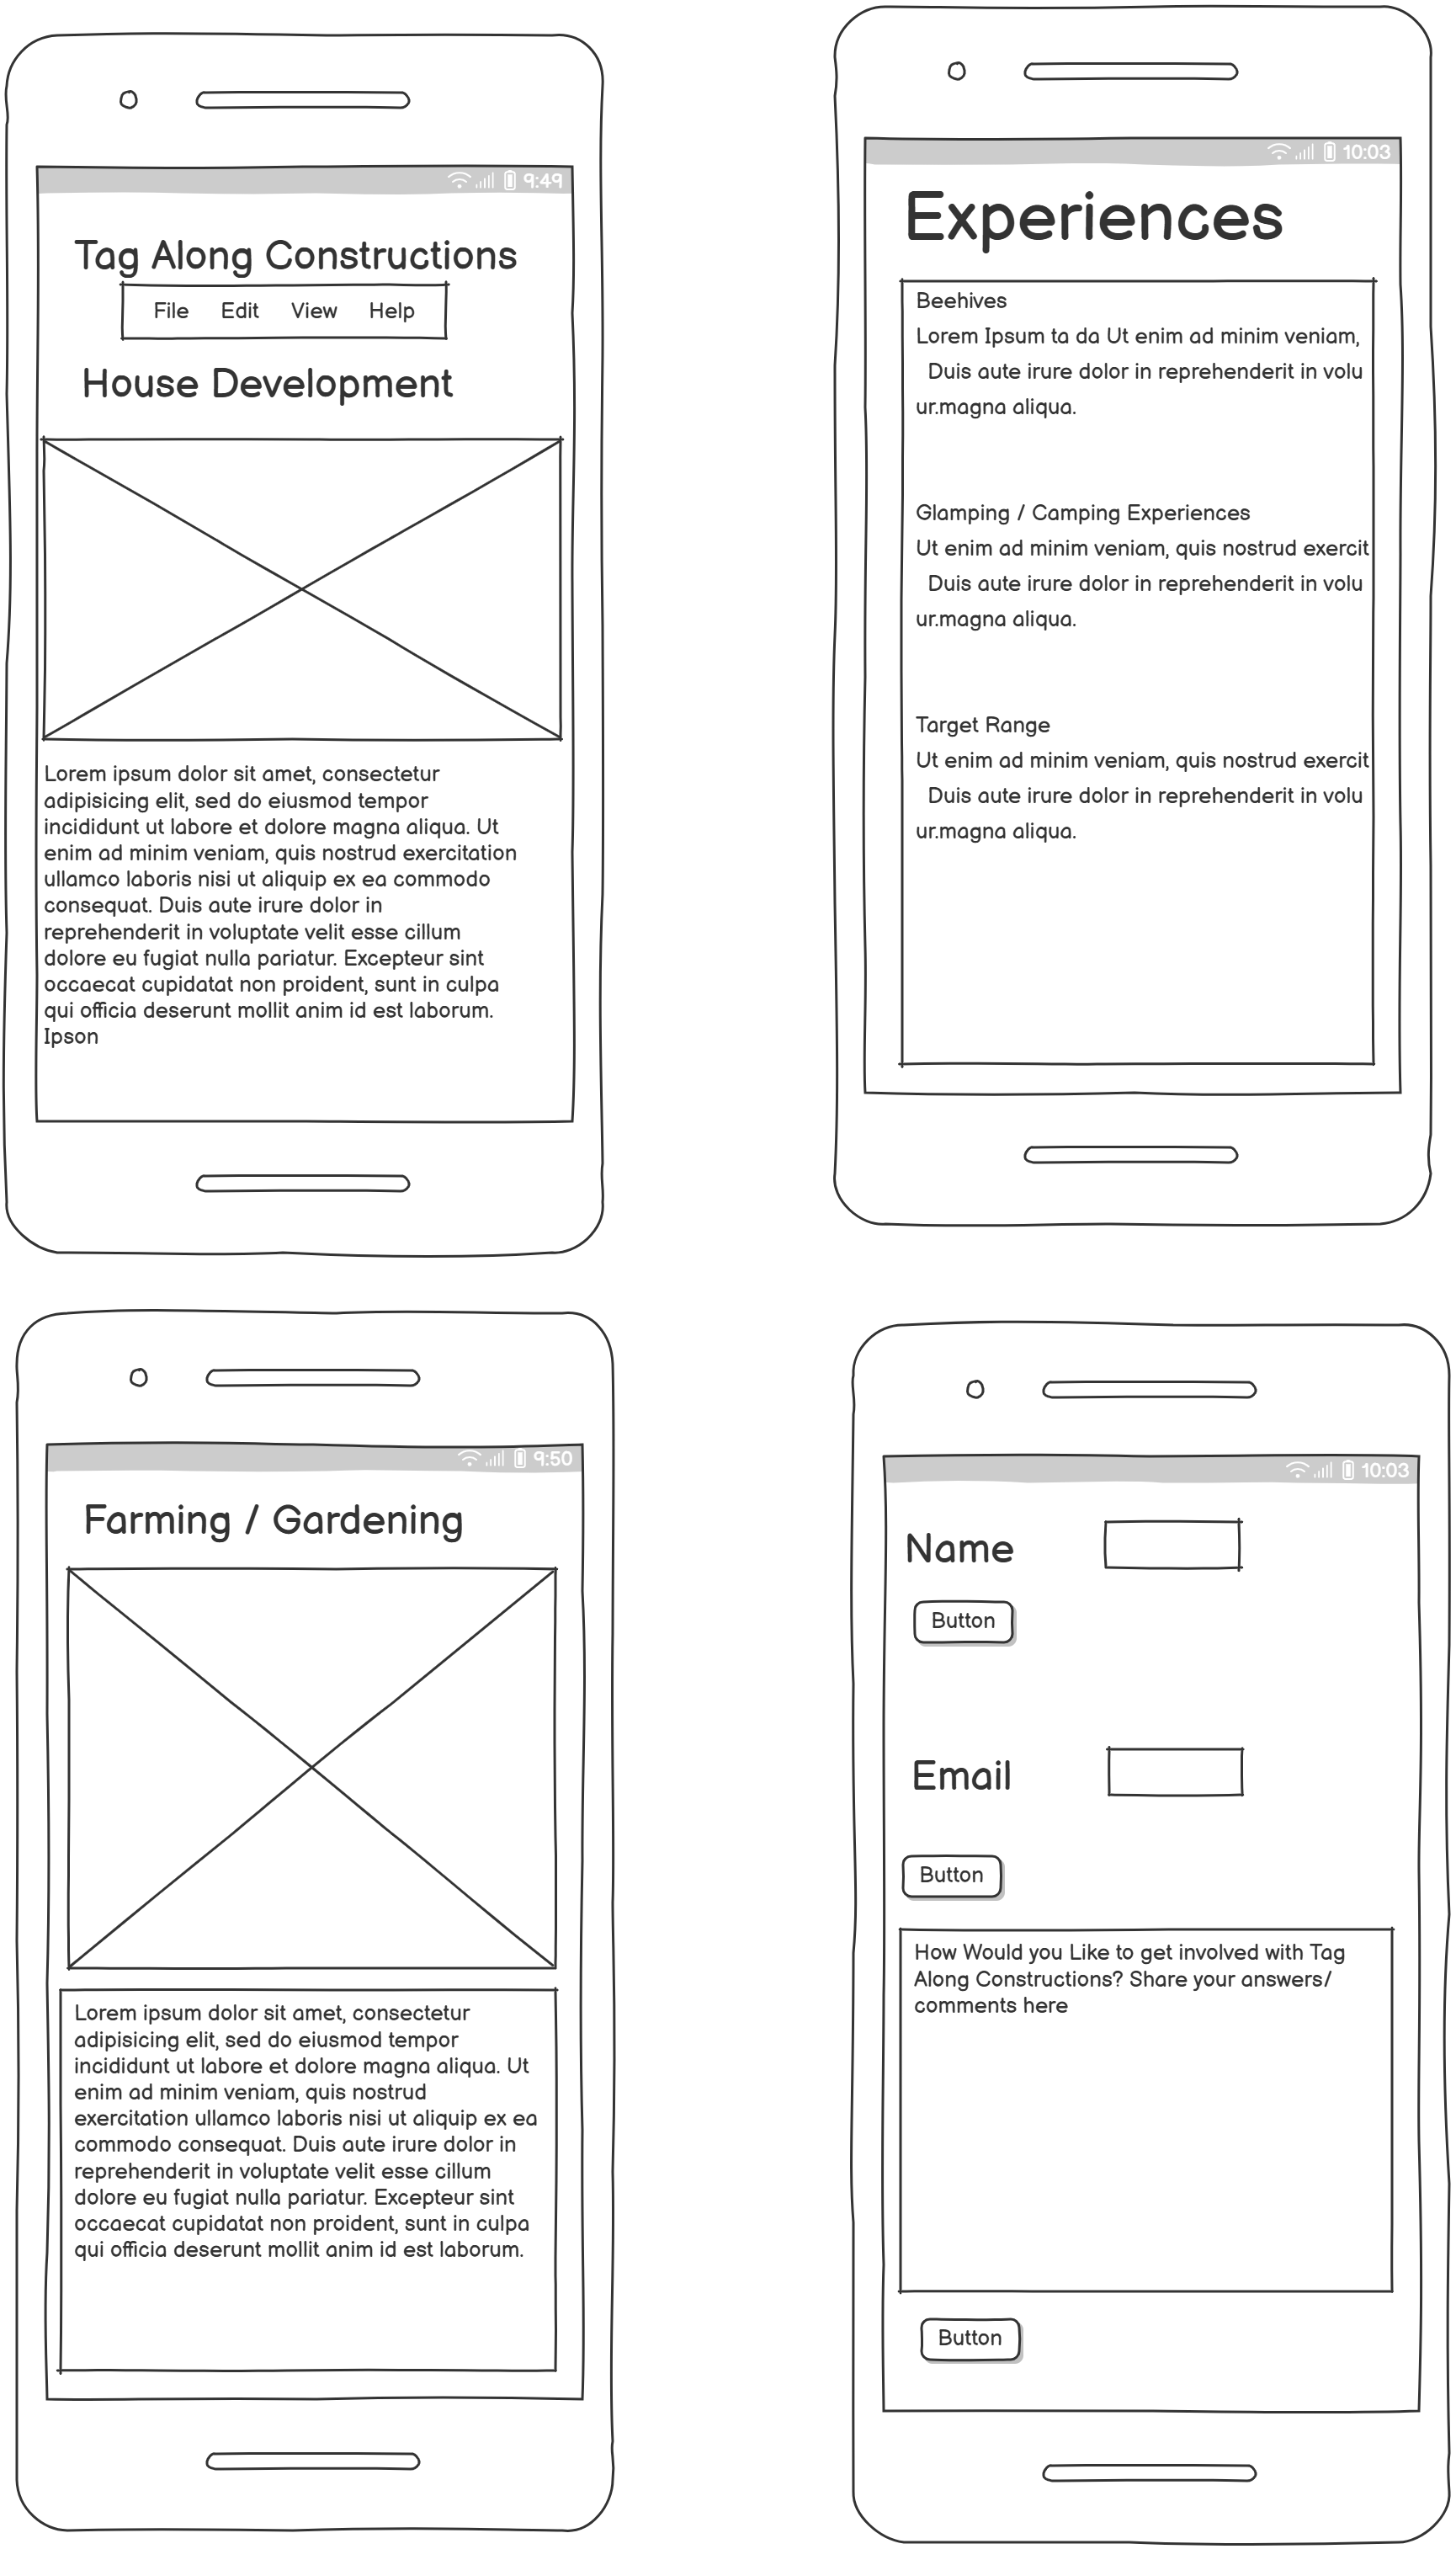 9:49
Tag Along Constructions
File Edit View Help
House Development
Lorem ipsum dolor sit amet, consectetur
adipisicing elit, sed do eiusmod tempor
incididunt ut labore et dolore magna aliqua. Ut
enim ad minim veniam, quis nostrud exercitation
ullamco laboris nisi ut aliquip ex ea commodo
consequat. Duis aute irure dolor in
reprehenderit in voluptate velit esse cillum
dolore eu fugiat nulla pariatur. Excepteur sint
occaecat cupidatat non proident, sunt in culpa
qui officia deserunt mollit anim id est laborum.
Ipson
10:03
Experiences
Beehives
Lorem Ipsum ta da Ut enim ad minim veniam,
Duis aute irure dolor in reprehenderit in volu
ur.magna aliqua.
Glamping / Camping Experiences
Ut enim ad minim veniam, quis nostrud exercit
Duis aute irure dolor in reprehenderit in volu
ur.magna aliqua.
Target Range
Ut enim ad minim veniam, quis nostrud exercit
Duis aute irure dolor in reprehenderit in volu
ur.magna aliqua.
9:50
Farming / Gardening
Lorem ipsum dolor sit amet, consectetur
adipisicing elit, sed do eiusmod tempor
incididunt ut labore et dolore magna aliqua. Ut
enim ad minim veniam, quis nostrud
exercitation ullamco laboris nisi ut aliquip ex ea
commodo consequat. Duis aute irure dolor in
reprehenderit in voluptate velit esse cillum
dolore eu fugiat nulla pariatur. Excepteur sint
occaecat cupidatat non proident, sunt in culpa
qui officia deserunt mollit anim id est laborum.
10:03
Name
Button
Email
Button
How Would you Like to get involved with Tag
Along Constructions? Share your answers/
comments here
Button